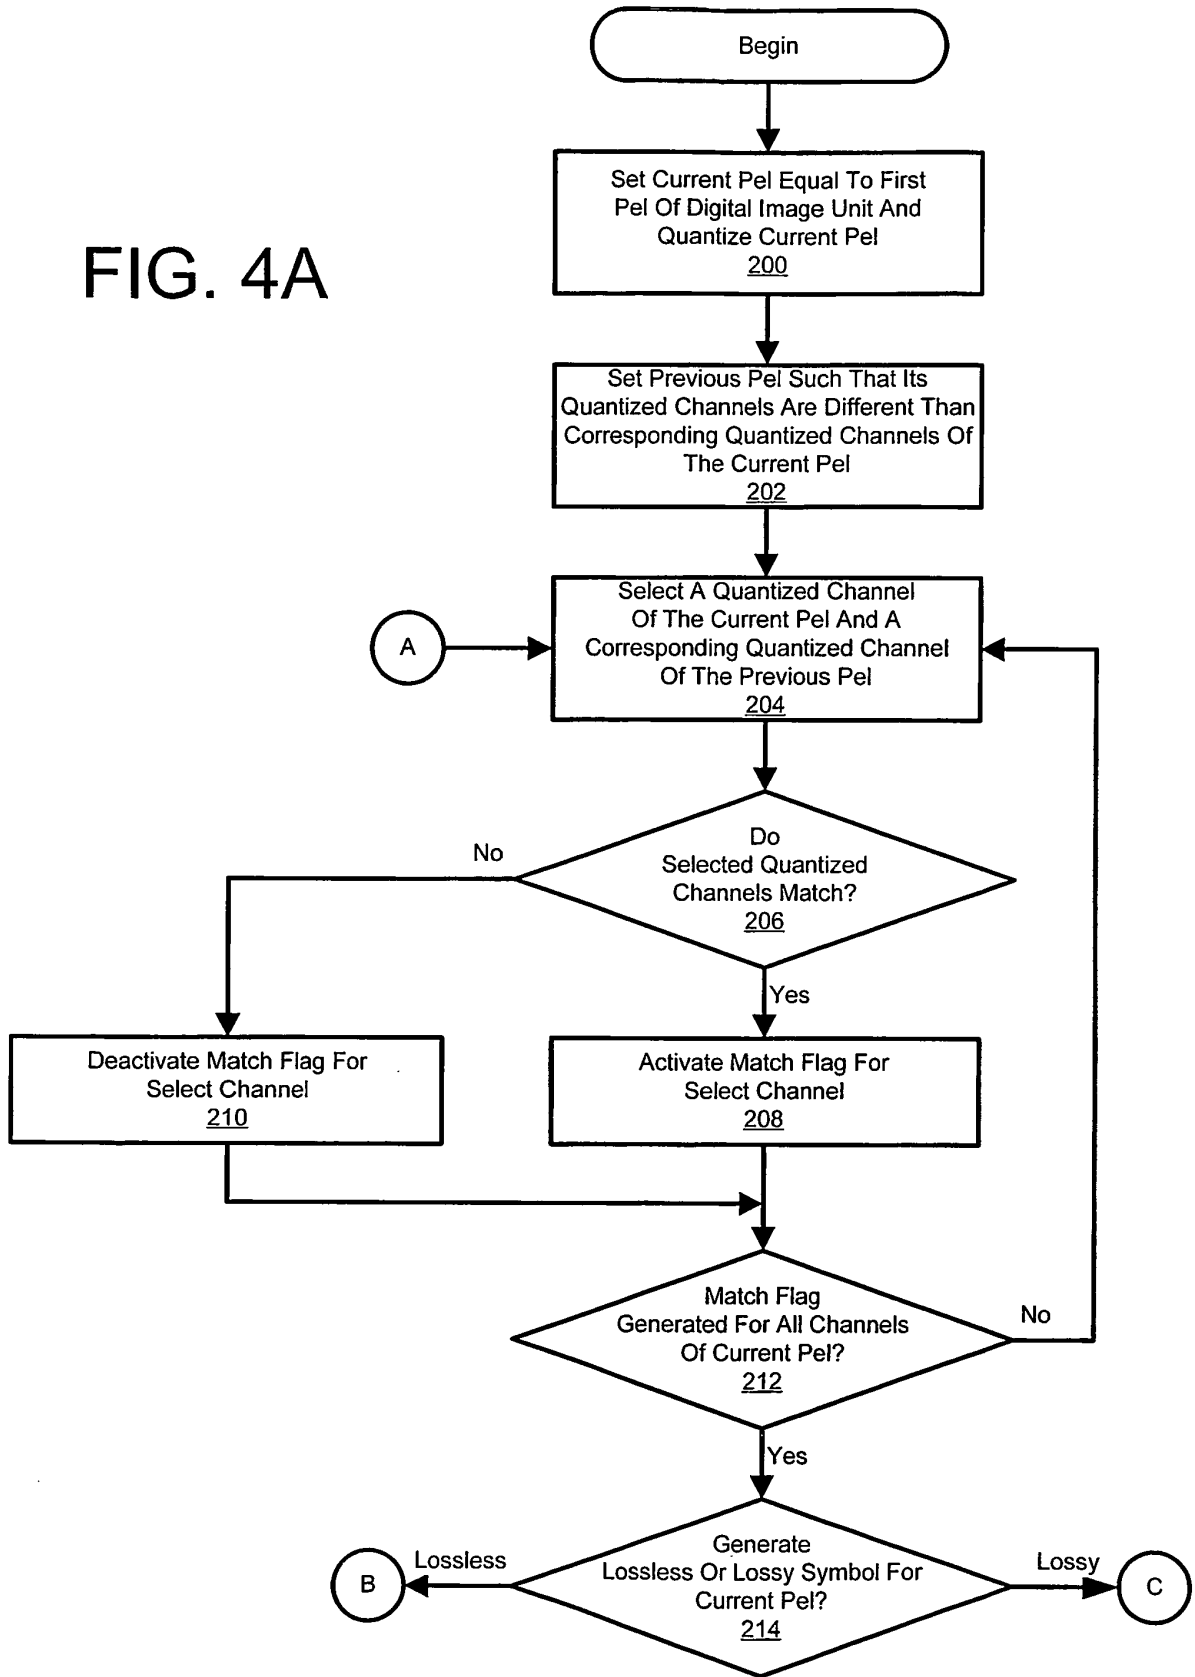 Begin
FIG. 4A
Set Current Pel Equal To First
Pel Of Digital Image Unit And
Quantize Current Pel
200
Set Previous Pel Such That Its
Quantized Channels Are Different Than
Corresponding Quantized Channels Of
The Current Pel
202
Select A Quantized Channel
Of The Current Pel And A
Corresponding Quantized Channel
Of The Previous Pel
204
A
Do
Selected Quantized
Channels Match?
206
No
Yes
Deactivate Match Flag For
Select Channel
210
Activate Match Flag For
Select Channel
208
Match Flag
Generated For All Channels
Of Current Pel?
212
No
Yes
Generate
Lossless Or Lossy Symbol For
Current Pel?
214
Lossless
B
Lossy
C